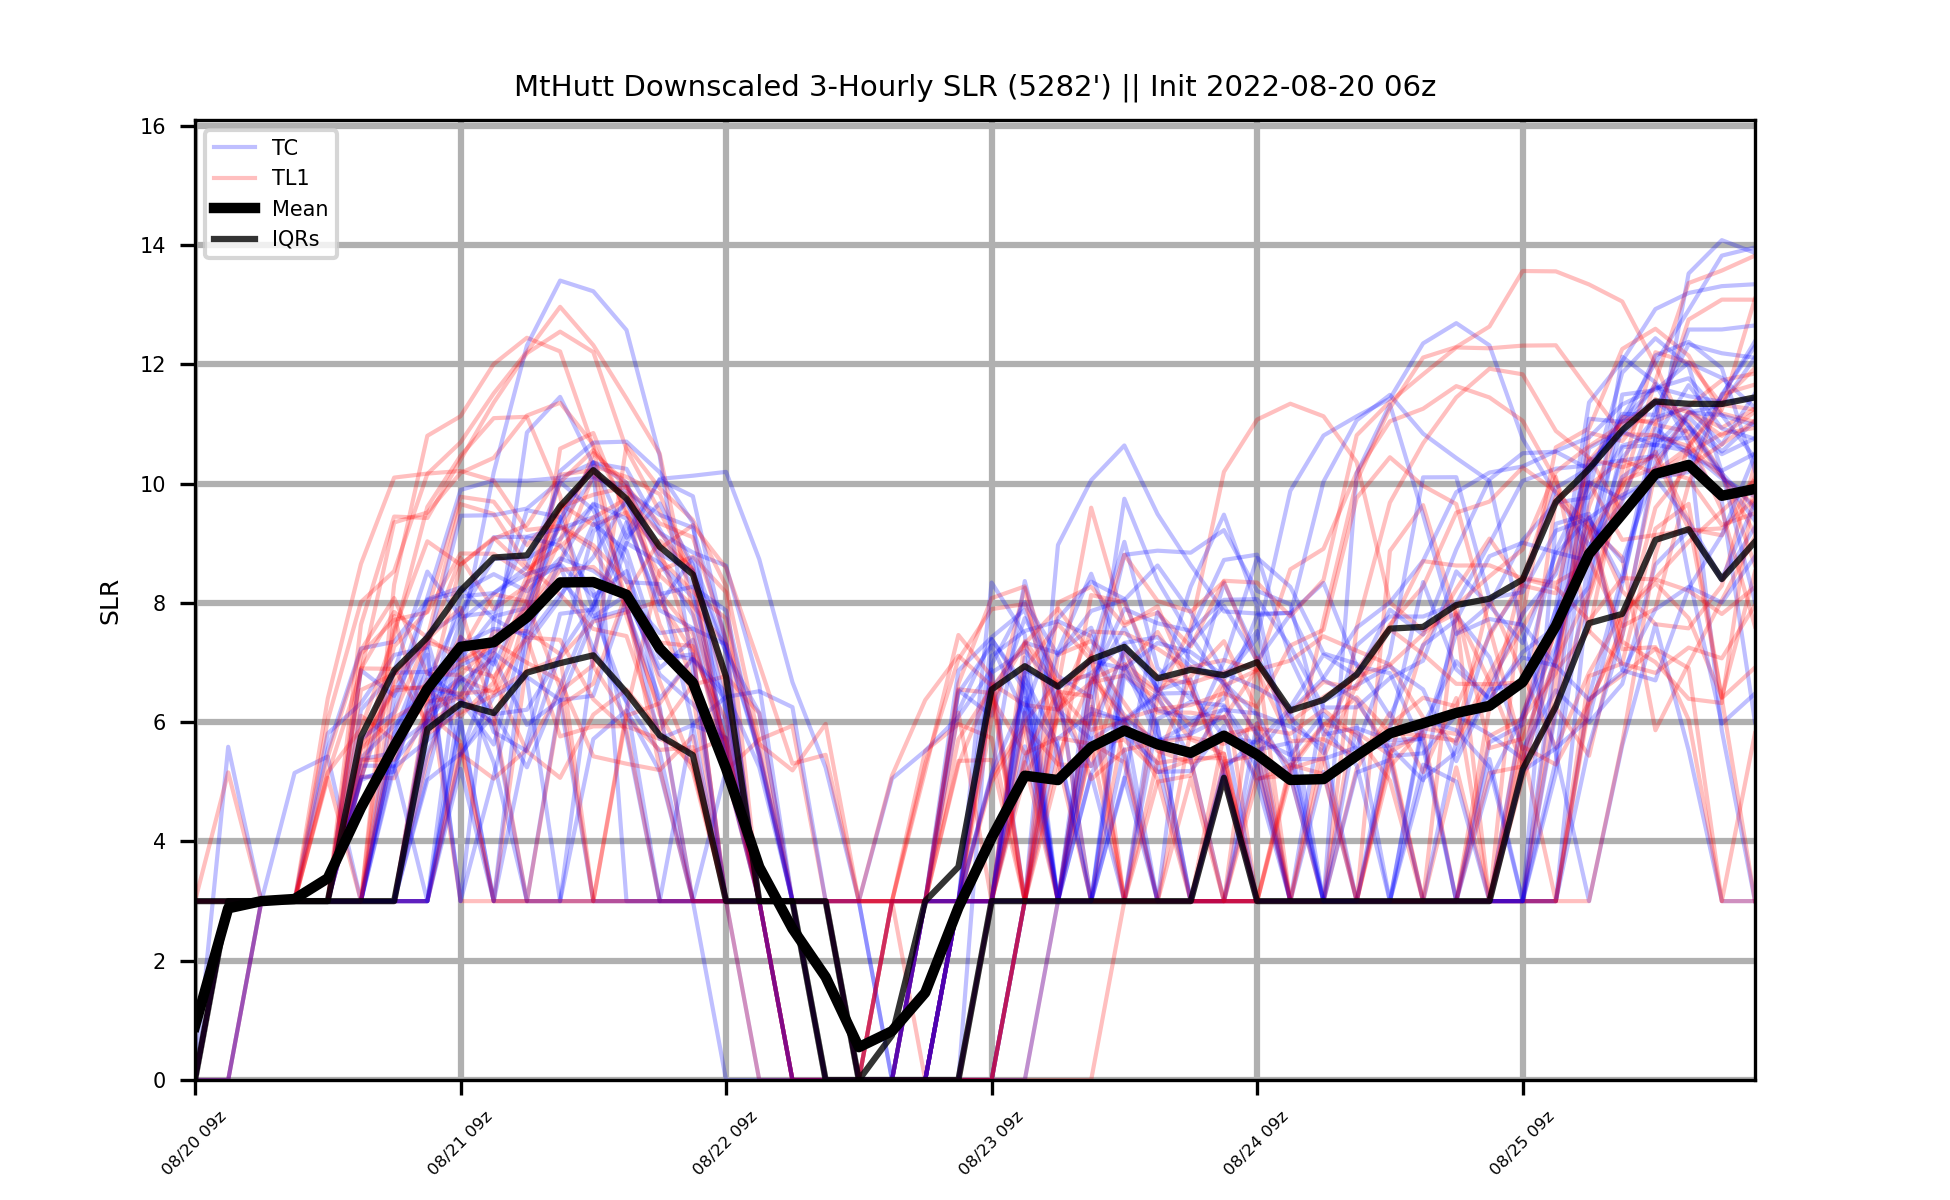 MtHutt Downscaled 3-Hourly SLR (5282') || Init 2022-08-20 06z
TC
TL1
Mean
IQRs
SLR
16
14
12
10
8
6
4
2
0
08/20 09z
08/21 09z
08/22 09z
08/23 09z
08/24 09z
08/25 09z